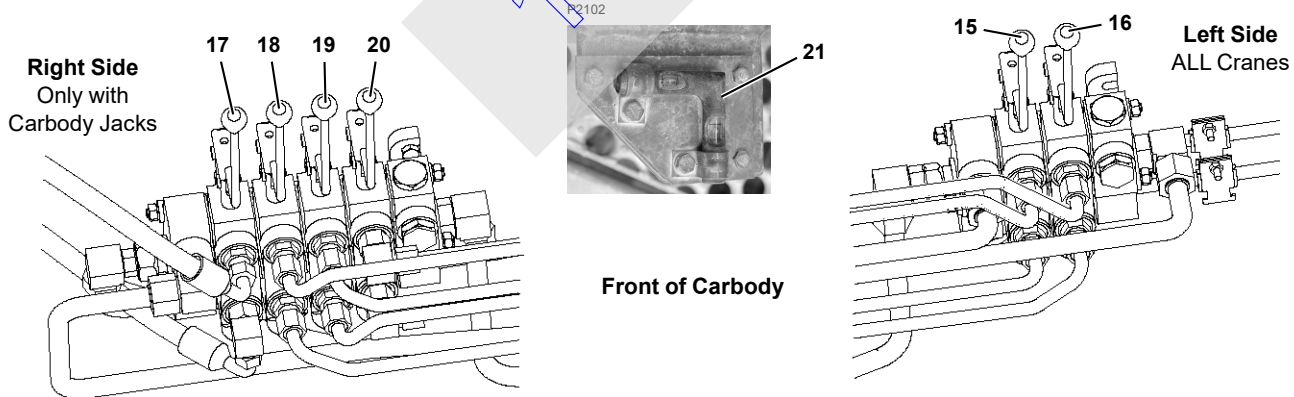 P2102
17 18 19 20
Right Side
Only with
Carbody Jacks
21
15 16
Left Side
ALL Cranes
Front of Carbody